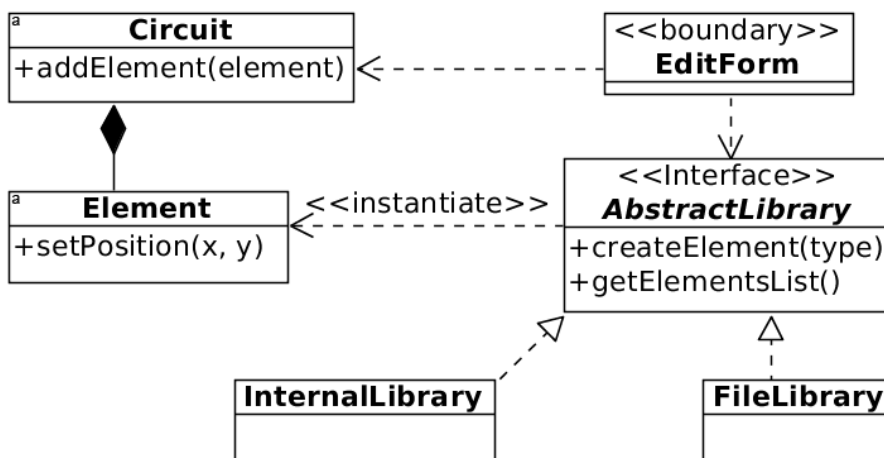 a
Circuit
+addElement(element)
<<boundary>>
EditForm
a
Element
+setPosition(x, y)
<<instantiate>>
<<Interface>>
AbstractLibrary
+createElement(type)
+getElementsList()
InternalLibrary
FileLibrary